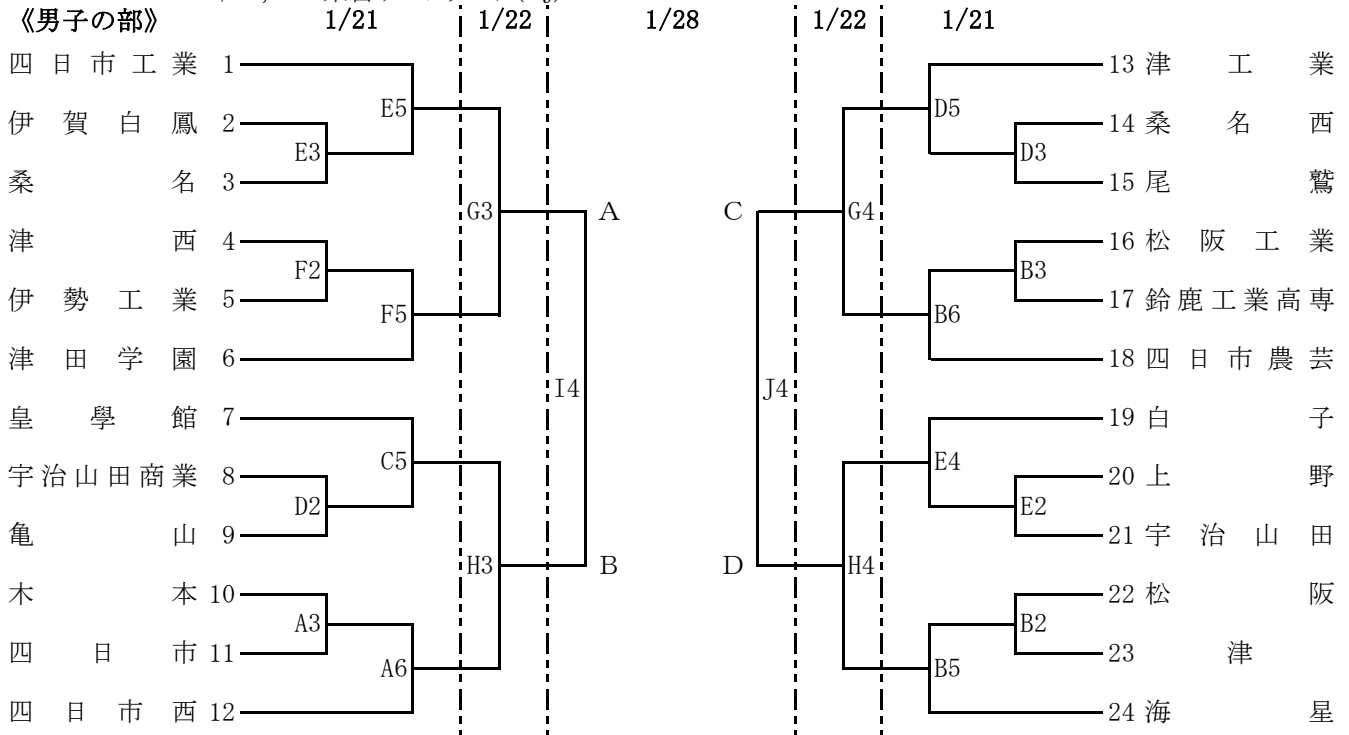 《男子の部》 1/21 1/22 1/28 1/22 1/21
四日市工業 1 13 津工業
E5 D5
伊賀白鳳 2 14 桑名西
E3 D3
桑名 3 15 尾鷲
G3 A C G4
津西 4 16 松阪工業
F2 B3
伊勢工業 5 17 鈴鹿工業高専
F5 B6
津田学園 6 18 四日市農芸
I4 J4
皇學館 7 19 白子
C5 E4
宇治山田商業 8 20 上野
D2 E2
亀山 9 21 宇治山田
H3 B D H4
木本 10 22 松阪
A3 B2
四日市 11 23 津
A6 B5
四日市西 12 24 海星